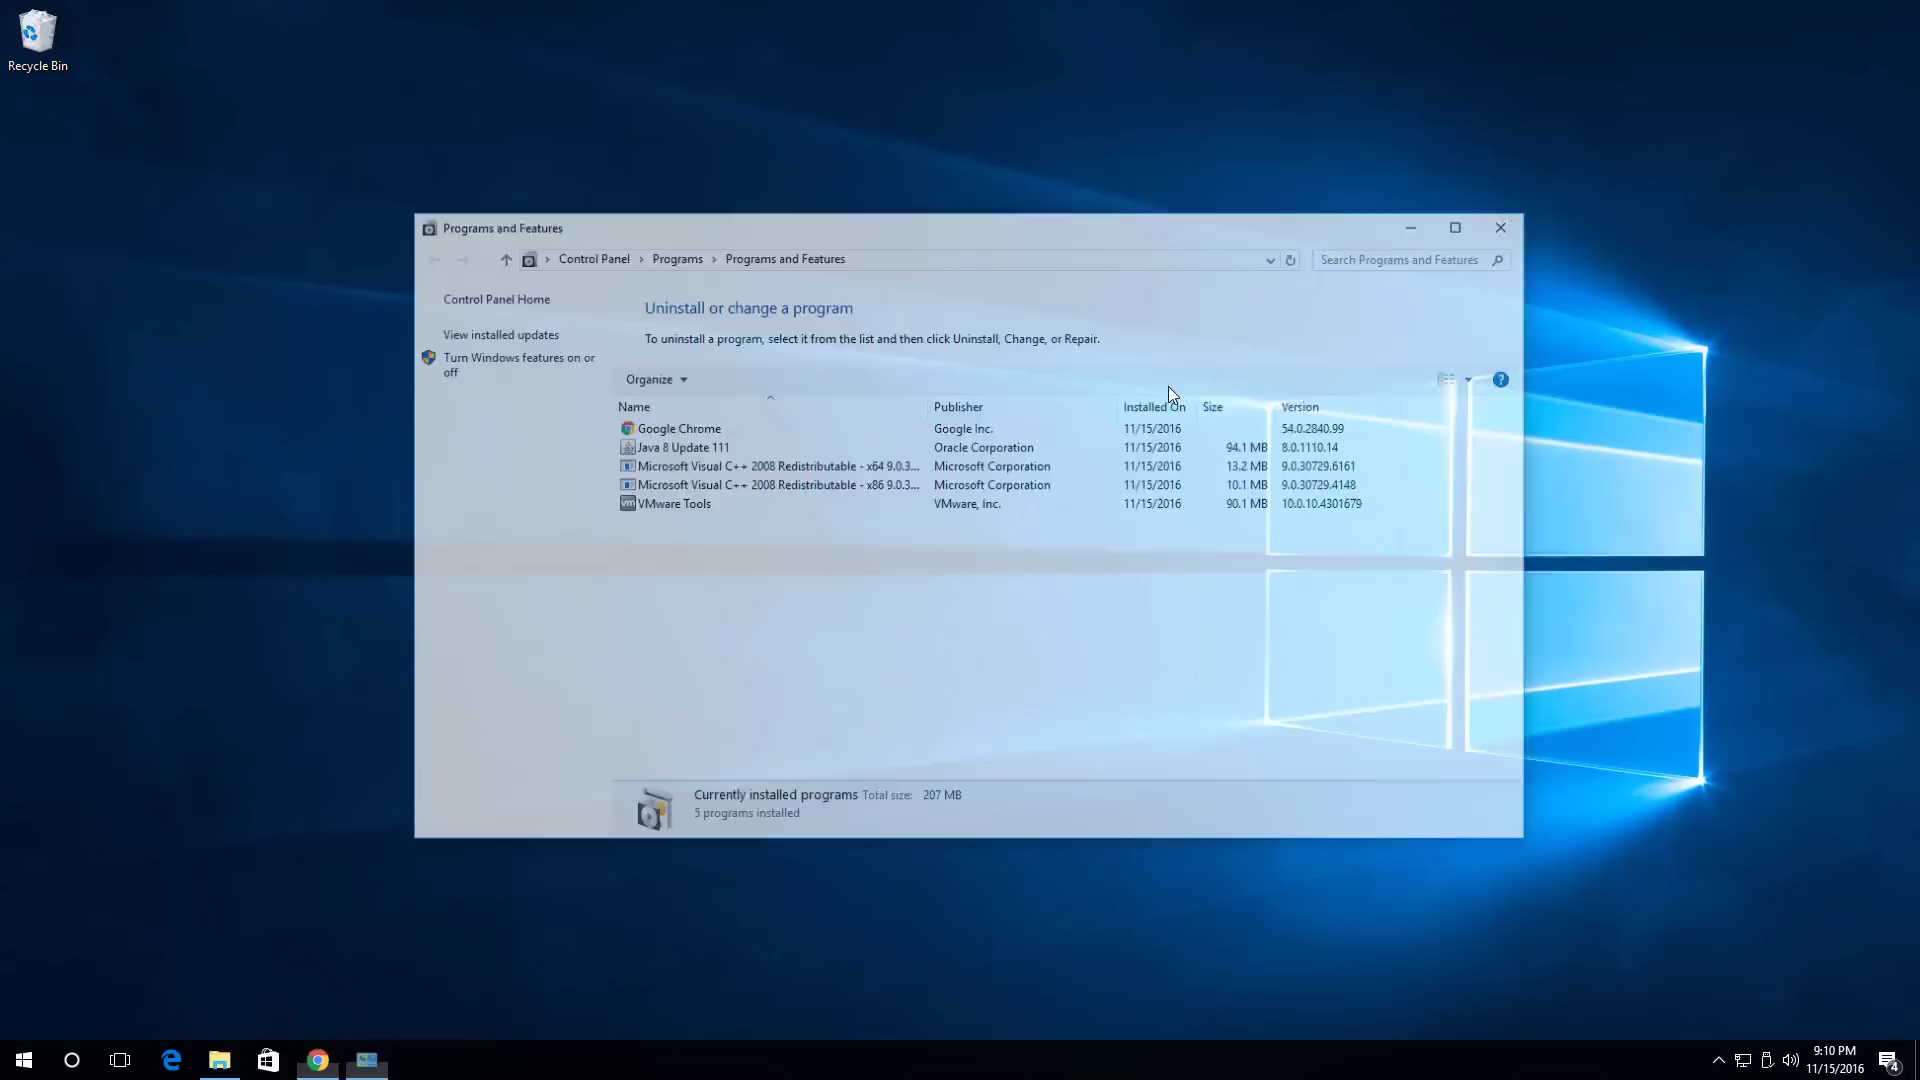 Recycle Bin
Programs and Features
Control Panel > Programs > Programs and Features
Search Programs and Features
Control Panel Home
View installed updates
Turn Windows features on or
off
Uninstall or change a program
To uninstall a program, select it from the list and then click Uninstall, Change, or Repair.
Organize
Name Publisher Installed On Size Version
Google Chrome Google Inc. 11/15/2016 54.0.2840.99
Java 8 Update 111 Oracle Corporation 11/15/2016 94.1 MB 8.0.1110.14
Microsoft Visual C++ 2008 Redistributable - x64 9.0.3... Microsoft Corporation 11/15/2016 13.2 MB 9.0.30729.6161
Microsoft Visual C++ 2008 Redistributable - x86 9.0.3... Microsoft Corporation 11/15/2016 10.1 MB 9.0.30729.4148
vm VMware Tools VMware, Inc. 11/15/2016 90.1 MB 10.0.10.4301679
Currently installed programs Total size: 207 MB
5 programs installed
9:10 PM
11/15/2016
4